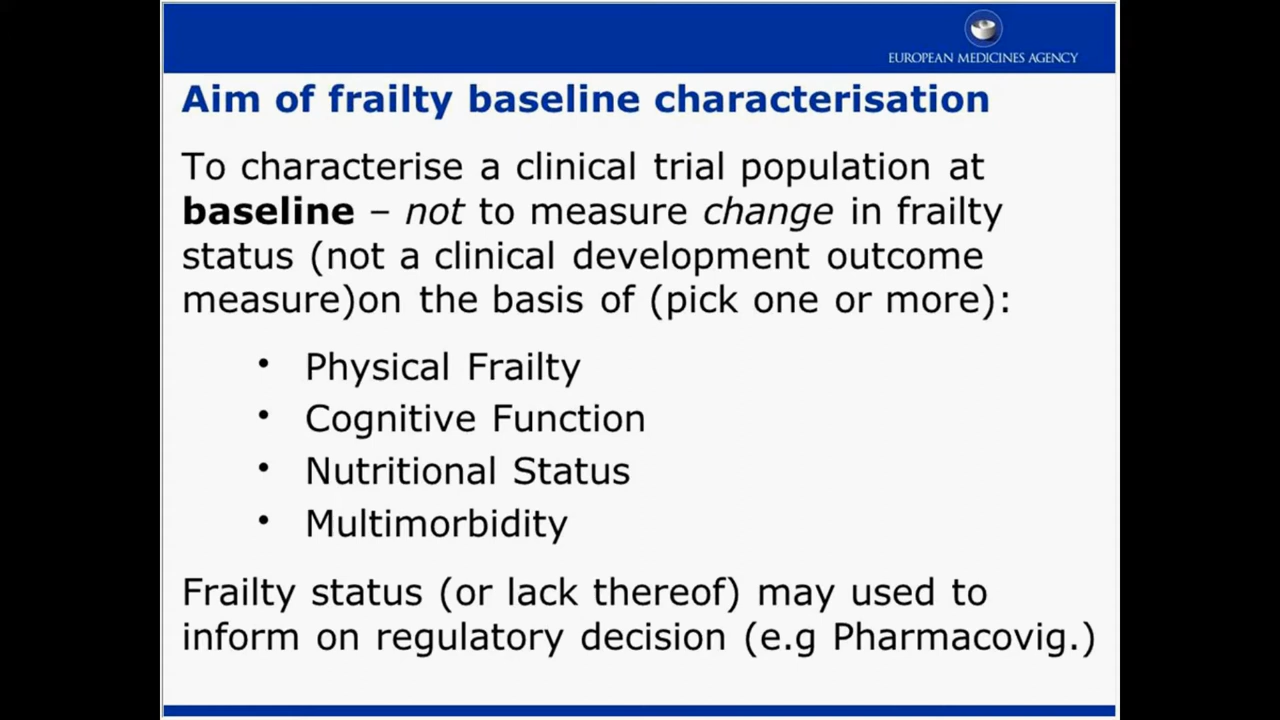 EUROPEAN MEDICINES AGENCY
Aim of frailty baseline characterisation
To characterise a clinical trial population at
baseline – not to measure change in frailty
status (not a clinical development outcome
measure)on the basis of (pick one or more):
• Physical Frailty
• Cognitive Function
• Nutritional Status
• Multimorbidity
Frailty status (or lack thereof) may used to
inform on regulatory decision (e.g Pharmacovig.)